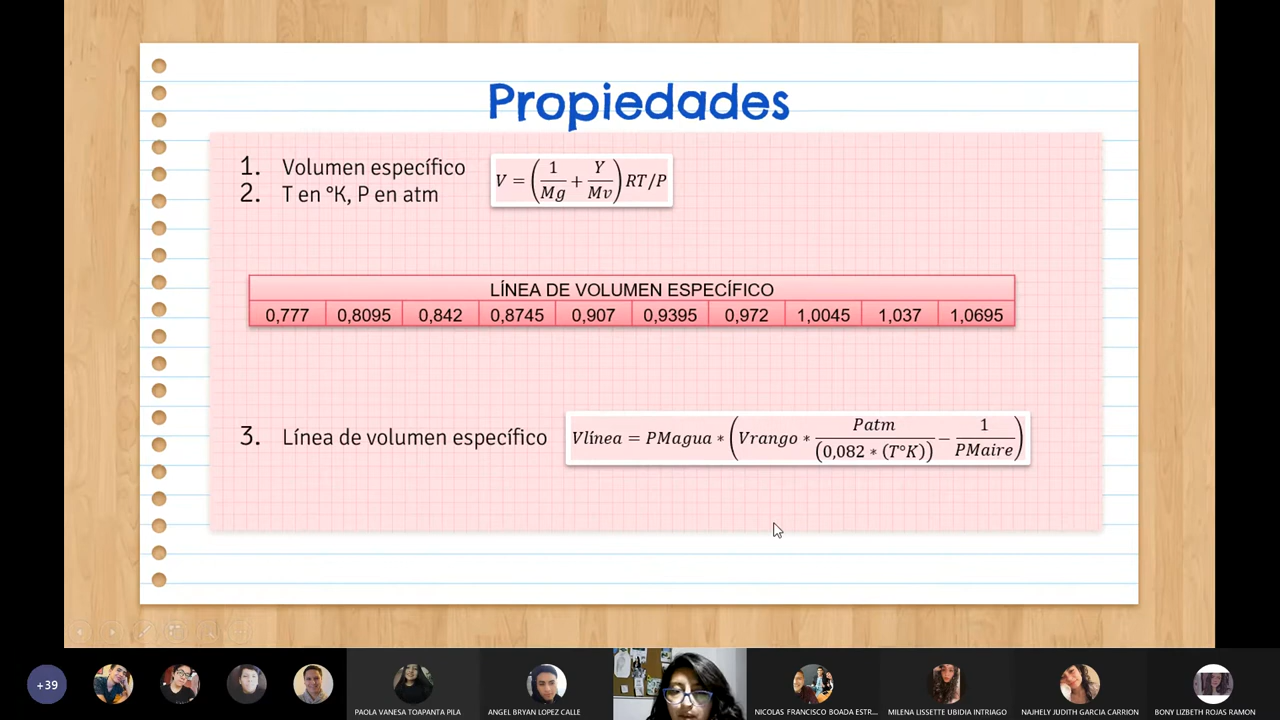 Propiedades
1. Volumen específico
V = (1/Mg + Y/Mv) RT/P
2. T en °K, P en atm
LÍNEA DE VOLUMEN ESPECÍFICO
0,777 0,8095 0,842 0,8745 0,907 0,9395 0,972 1,0045 1,037 1,0695
3. Línea de volumen específico
Vlínea = PMagua * (Vrango * Patm/(0,082 * (T°K)) − 1/PMaire)
+39
PAOLA VANESA TOAPANTA PILA
ANGEL BRYAN LOPEZ CALLE
NICOLAS FRANCISCO BOADA ESTR...
MILENA LISSETTE UBIDIA INTRIAGO
NAJHELY JUDITH GARCIA CARRION
BONY LIZBETH ROJAS RAMON